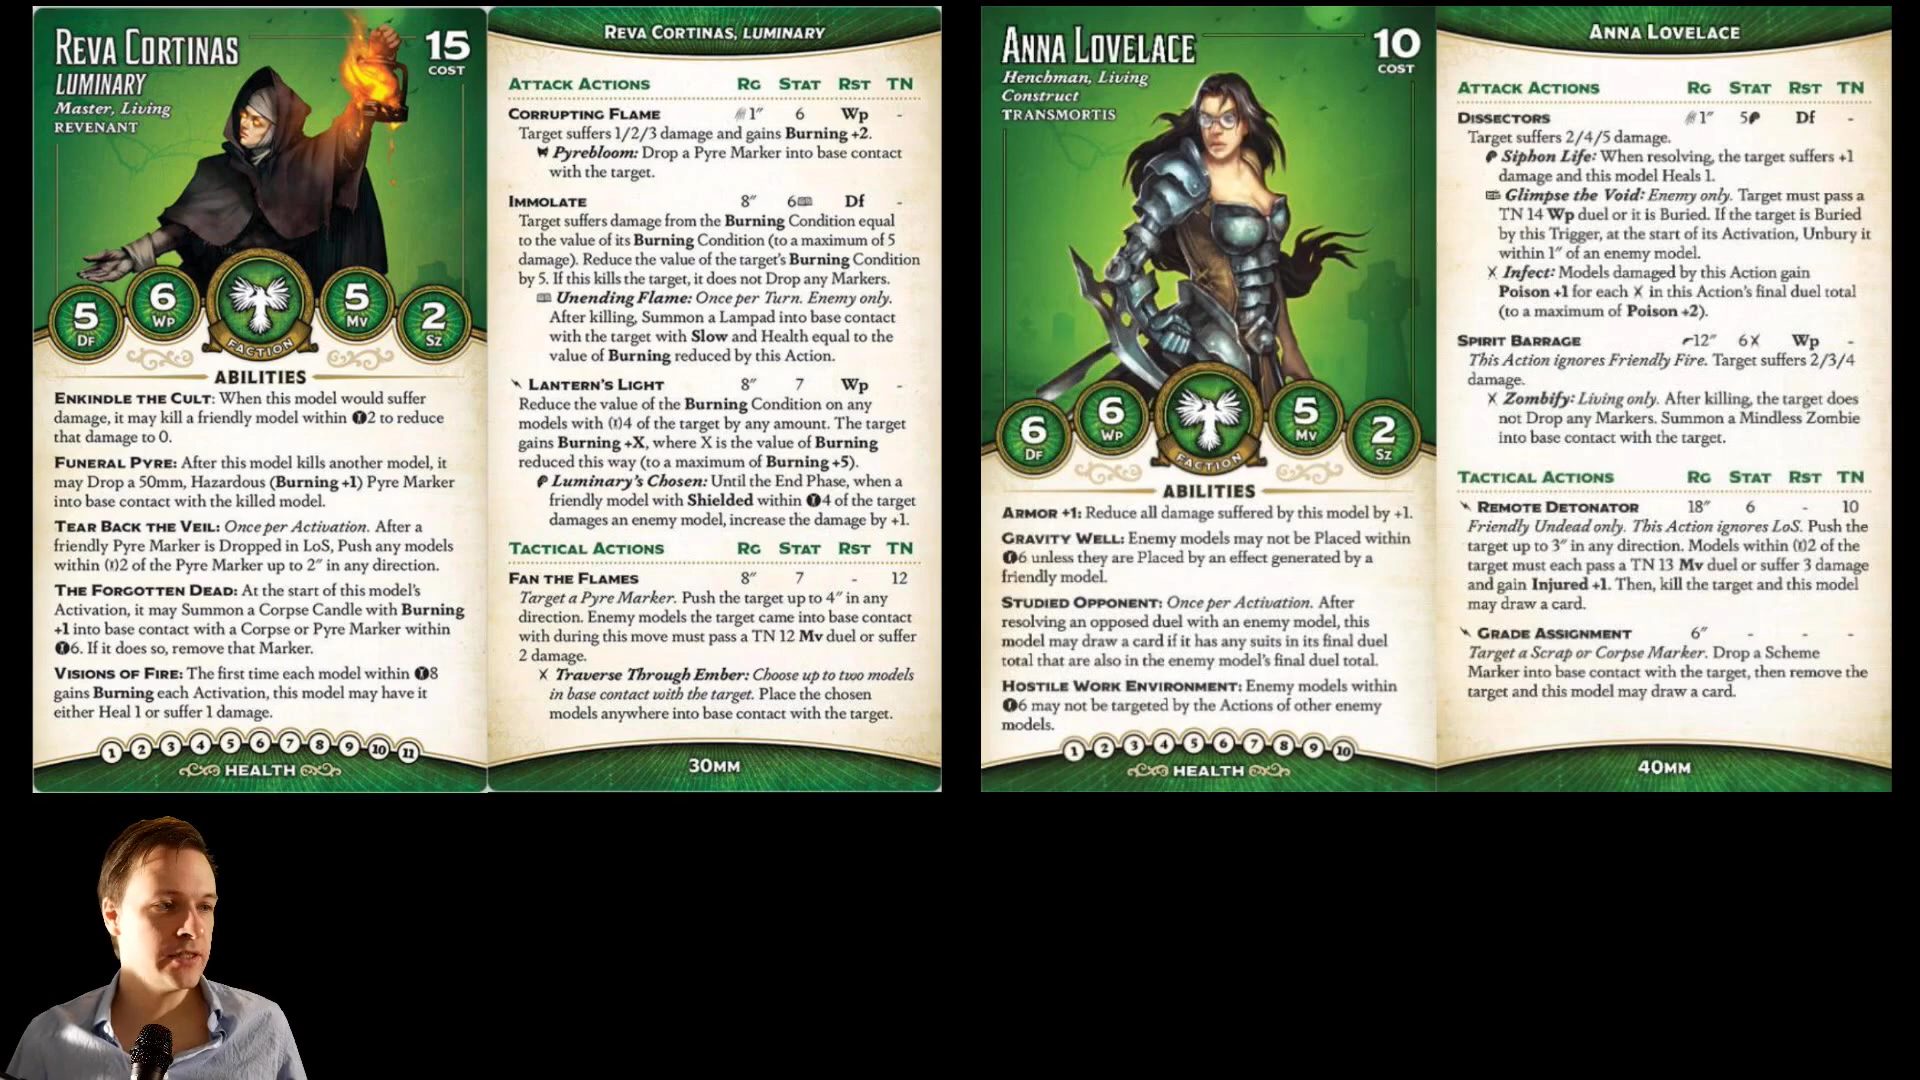 REVA CORTINAS
LUMINARY
Master, Living
REVENANT
15
COST
5
DF
6
WP
FACTION
5
MV
2
SZ
ABILITIES
ENKINDLE THE CULT: When this model would suffer
damage, it may kill a friendly model within 2 to reduce
that damage to 0.
FUNERAL PYRE: After this model kills another model, it
may Drop a 50mm, Hazardous (Burning +1) Pyre Marker
into base contact with the killed model.
TEAR BACK THE VEIL: Once per Activation. After a
friendly Pyre Marker is Dropped in LoS, Push any models
within 2 of the Pyre Marker up to 2" in any direction.
THE FORGOTTEN DEAD: At the start of this model's
Activation, it may Summon a Corpse Candle with Burning
+1 into base contact with a Corpse or Pyre Marker within
6. If it does so, remove that Marker.
VISIONS OF FIRE: The first time each model within 8
gains Burning each Activation, this model may have it
either Heal 1 or suffer 1 damage.
1 2 3 4 5 6 7 8 9 10 11
HEALTH
REVA CORTINAS, LUMINARY
ATTACK ACTIONS RG STAT RST TN
CORRUPTING FLAME 1" 6 Wp -
Target suffers 1/2/3 damage and gains Burning +2.
Pyrebloom: Drop a Pyre Marker into base contact
with the target.
IMMOLATE 8" 6 Df -
Target suffers damage from the Burning Condition equal
to the value of its Burning Condition (to a maximum of 5
damage). Reduce the value of the target's Burning Condition
by 5. If this kills the target, it does not Drop any Markers.
Unending Flame: Once per Turn. Enemy only.
After killing, Summon a Lampad into base contact
with the target with Slow and Health equal to the
value of Burning reduced by this Action.
LANTERN'S LIGHT 8" 7 Wp -
Reduce the value of the Burning Condition on any
models with 4 of the target by any amount. The target
gains Burning +X, where X is the value of Burning
reduced this way (to a maximum of Burning +5).
Luminary's Chosen: Until the End Phase, when a
friendly model with Shielded within 4 of the target
damages an enemy model, increase the damage by +1.
TACTICAL ACTIONS RG STAT RST TN
FAN THE FLAMES 8" 7 - 12
Target a Pyre Marker. Push the target up to 4" in any
direction. Enemy models the target came into base contact
with during this move must pass a TN 12 Mv duel or suffer
2 damage.
Traverse Through Ember: Choose up to two models
in base contact with the target. Place the chosen
models anywhere into base contact with the target.
30MM
ANNA LOVELACE
Henchman, Living
Construct
TRANSMORTIS
10
COST
6
DF
6
WP
FACTION
5
MV
2
SZ
ABILITIES
ARMOR +1: Reduce all damage suffered by this model by +1.
GRAVITY WELL: Enemy models may not be Placed within
6 unless they are Placed by an effect generated by a
friendly model.
STUDIED OPPONENT: Once per Activation. After
resolving an opposed duel with an enemy model, this
model may draw a card if it has any suits in its final duel
total that are also in the enemy model's final duel total.
HOSTILE WORK ENVIRONMENT: Enemy models within
6 may not be targeted by the Actions of other enemy
models.
1 2 3 4 5 6 7 8 9 10
HEALTH
ANNA LOVELACE
ATTACK ACTIONS RG STAT RST TN
DISSECTORS 1" 5 Df -
Target suffers 2/4/5 damage.
Siphon Life: When resolving, the target suffers +1
damage and this model Heals 1.
Glimpse the Void: Enemy only. Target must pass a
TN 14 Wp duel or it is Buried. If the target is Buried
by this Trigger, at the start of its Activation, Unbury it
within 1" of an enemy model.
Infect: Models damaged by this Action gain
Poison +1 for each in this Action's final duel total
(to a maximum of Poison +2).
SPIRIT BARRAGE 12" 6 Wp -
This Action ignores Friendly Fire. Target suffers 2/3/4
damage.
Zombify: Living only. After killing, the target does
not Drop any Markers. Summon a Mindless Zombie
into base contact with the target.
TACTICAL ACTIONS RG STAT RST TN
REMOTE DETONATOR 18" 6 - 10
Friendly Undead only. This Action ignores LoS. Push the
target up to 3" in any direction. Models within 2 of the
target must each pass a TN 13 Mv duel or suffer 3 damage
and gain Injured +1. Then, kill the target and this model
may draw a card.
GRADE ASSIGNMENT 6" - - -
Target a Scrap or Corpse Marker. Drop a Scheme
Marker into base contact with the target, then remove the
target and this model may draw a card.
40MM